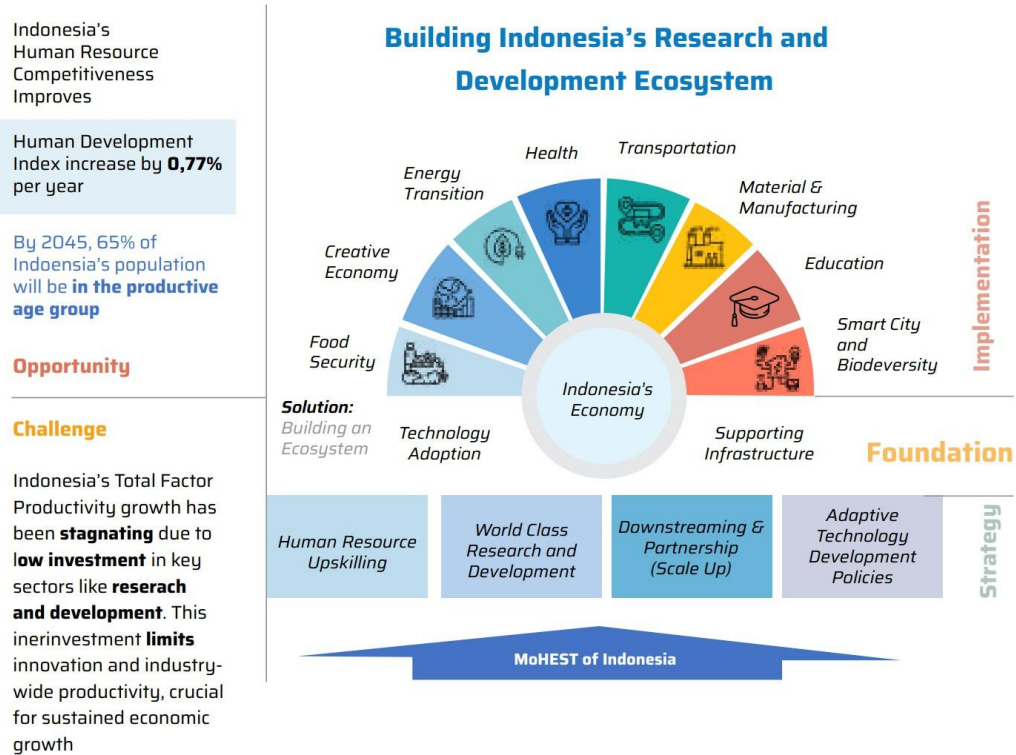 Indonesia's
Human Resource
Competitiveness
Improves
Human Development
Index increase by 0,77%
per year
By 2045, 65% of
Indoensia's population
will be in the productive
age group
Opportunity
Challenge
Indonesia's Total Factor
Productivity growth has
been stagnating due to
low investment in key
sectors like reserach
and development. This
inerinvestment limits
innovation and industry-
wide productivity, crucial
for sustained economic
growth
Building Indonesia's Research and
Development Ecosystem
Food
Security
Creative
Economy
Energy
Transition
Health
Transportation
Material &
Manufacturing
Education
Smart City
and
Biodeversity
Implementation
Indonesia's
Economy
Solution:
Building an
Ecosystem
Technology
Adoption
Supporting
Infrastructure
Foundation
Human Resource
Upskilling
World Class
Research and
Development
Downstreaming &
Partnership
(Scale Up)
Adaptive
Technology
Development
Policies
Strategy
MoHEST of Indonesia